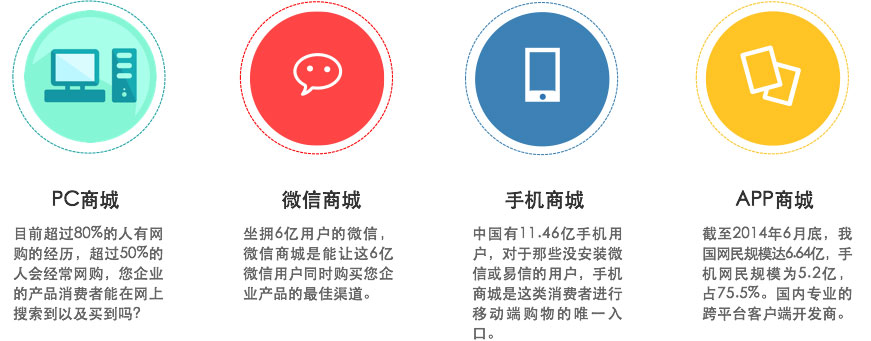 PC商城
目前超过80%的人有网
购的经历，超过50%的
人会经常网购，您企业
的产品消费者能在网上
搜索到以及买到吗？
微信商城
坐拥6亿用户的微信，
微信商城是能让这6亿
微信用户同时购买您企
业产品的最佳渠道。
手机商城
中国有11.46亿手机用
户，对于那些没安装微
信或易信的用户，手机
商城是这类消费者进行
移动端购物的唯一入
口。
APP商城
截至2014年6月底，我
国网民规模达6.64亿，手
机网民规模为5.2亿，
占75.5%。国内专业的
跨平台客户端开发商。